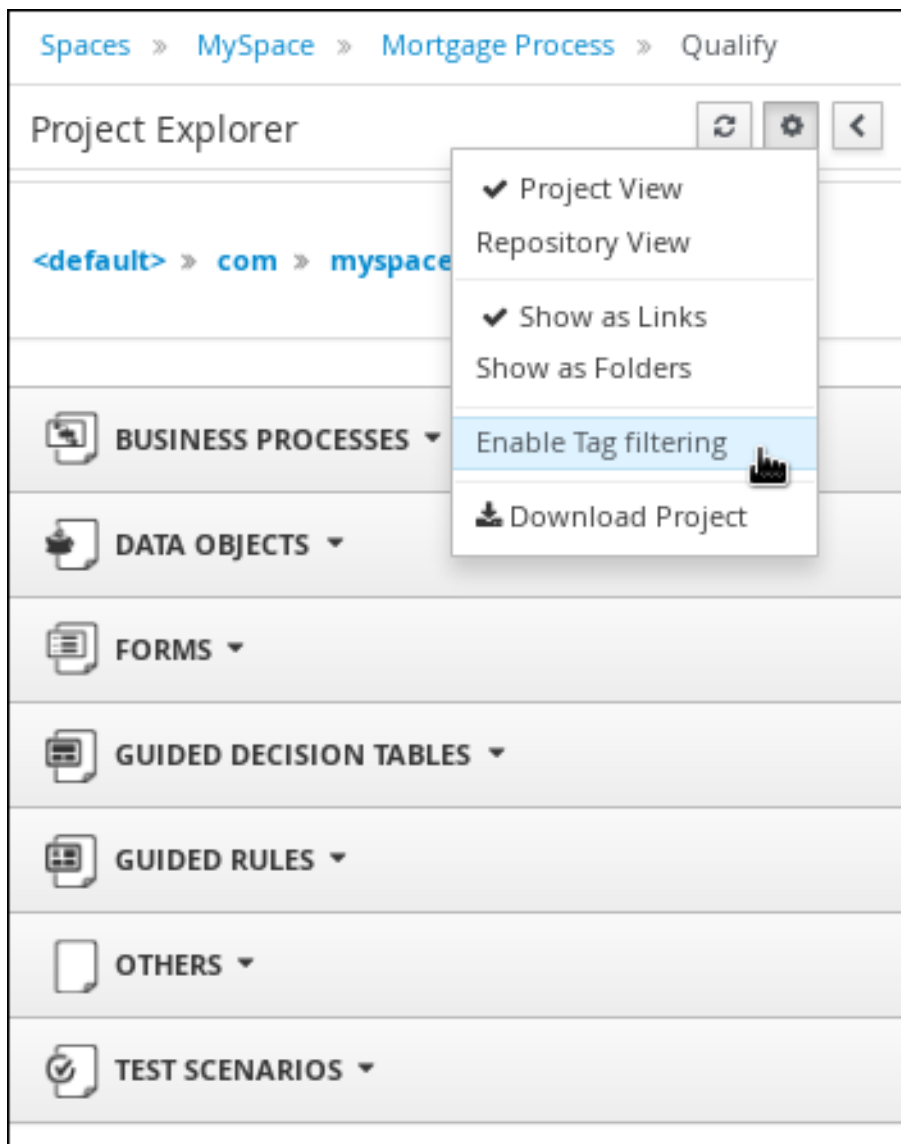 Spaces » MySpace » Mortgage Process » Qualify
Project Explorer
Project View
Repository View
<default> » com » myspace
Show as Links
Show as Folders
BUSINESS PROCESSES
Enable Tag filtering
Download Project
DATA OBJECTS
FORMS
GUIDED DECISION TABLES
GUIDED RULES
OTHERS
TEST SCENARIOS